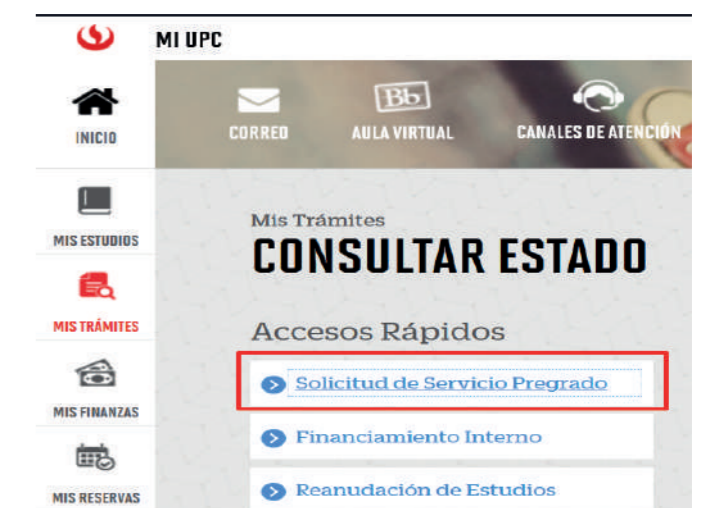 MI UPC
INICIO
CORREO
Bb
AULA VIRTUAL
CANALES DE ATENCIÓN
MIS ESTUDIOS
MIS TRÁMITES
MIS FINANZAS
MIS RESERVAS
Mis Trámites
CONSULTAR ESTADO
Accesos Rápidos
Solicitud de Servicio Pregrado
Financiamiento Interno
Reanudación de Estudios